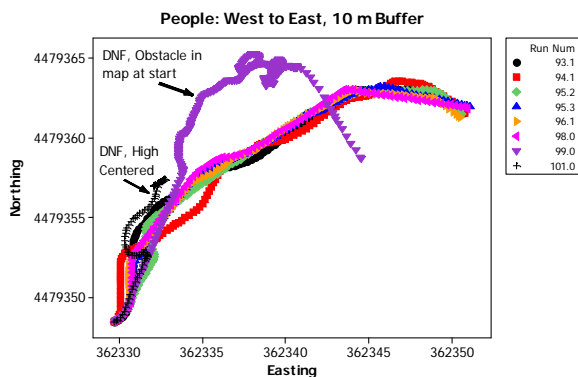 People: West to East, 10 m Buffer
DNF, Obstacle in
map at start
DNF, High
Centered
Northing
4479365
4479360
4479355
4479350
362330
362335
362340
362345
362350
Easting
Run Num
93.1
94.1
95.2
95.3
96.1
98.0
99.0
101.0